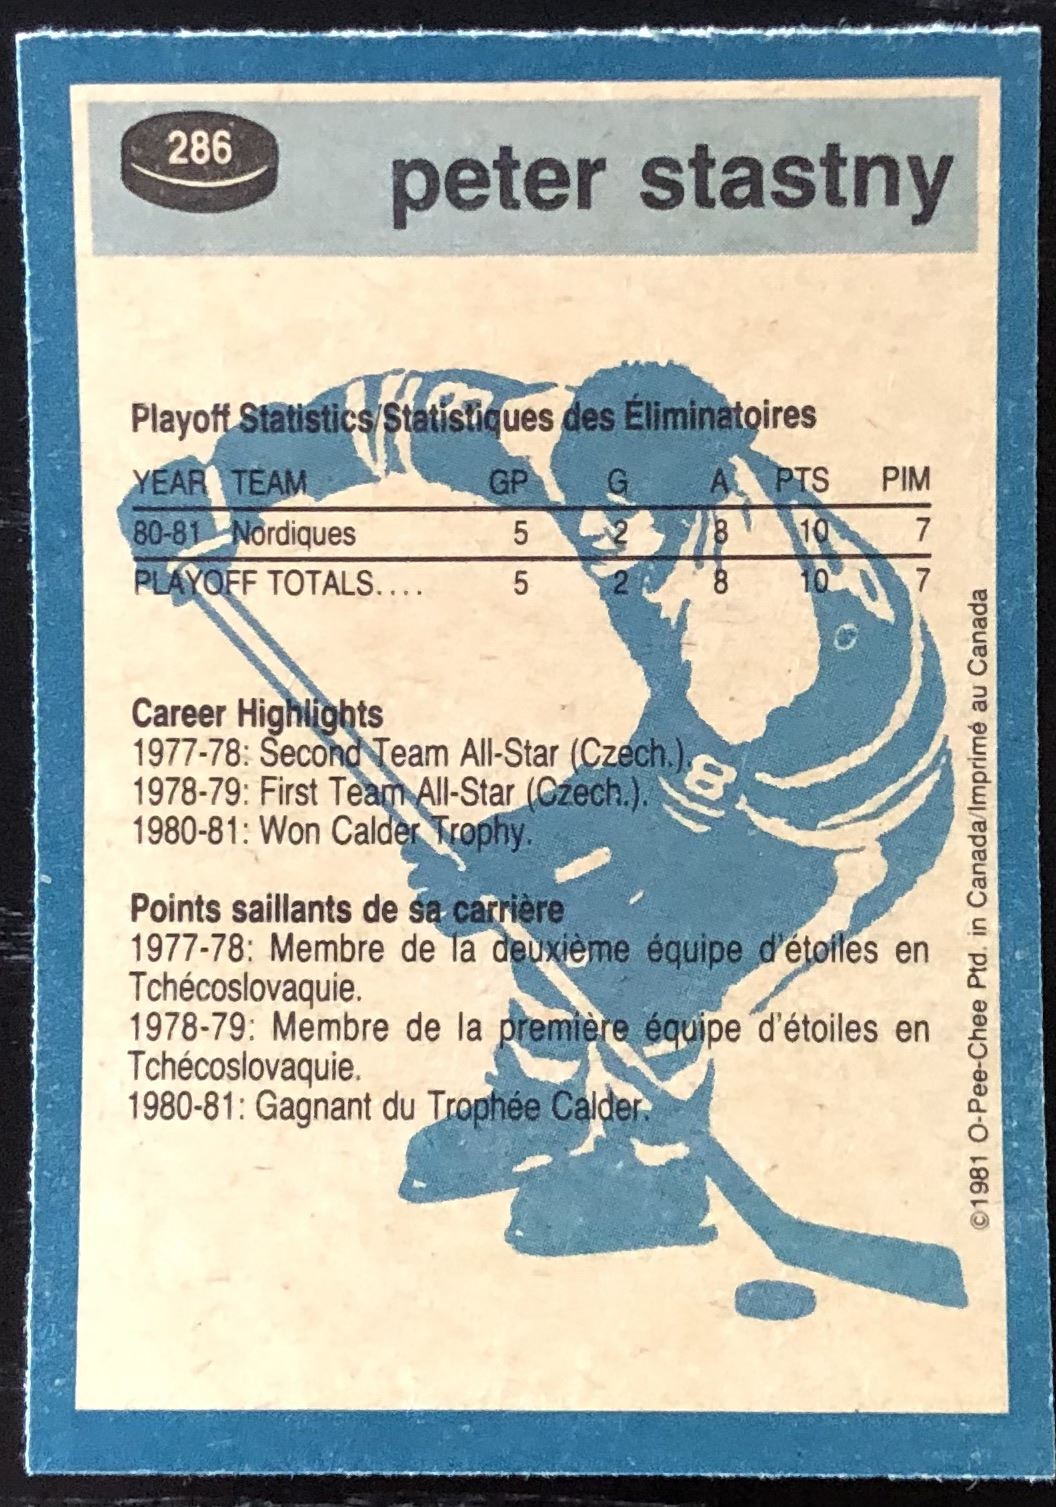 286
peter stastny
Playoff Statistics/Statistiques des Éliminatoires
YEAR TEAM GP G A PTS PIM
80-81 Nordiques 5 2 8 10 7
PLAYOFF TOTALS.... 5 2 8 10 7
Career Highlights
1977-78: Second Team All-Star (Czech.).
1978-79: First Team All-Star (Czech.).
1980-81: Won Calder Trophy.
Points saillants de sa carrière
1977-78: Membre de la deuxième équipe d'étoiles en
Tchécoslovaquie.
1978-79: Membre de la première équipe d'étoiles en
Tchécoslovaquie.
1980-81: Gagnant du Trophée Calder.
8
©1981 O-Pee-Chee Ptd. in Canada/Imprimé au Canada